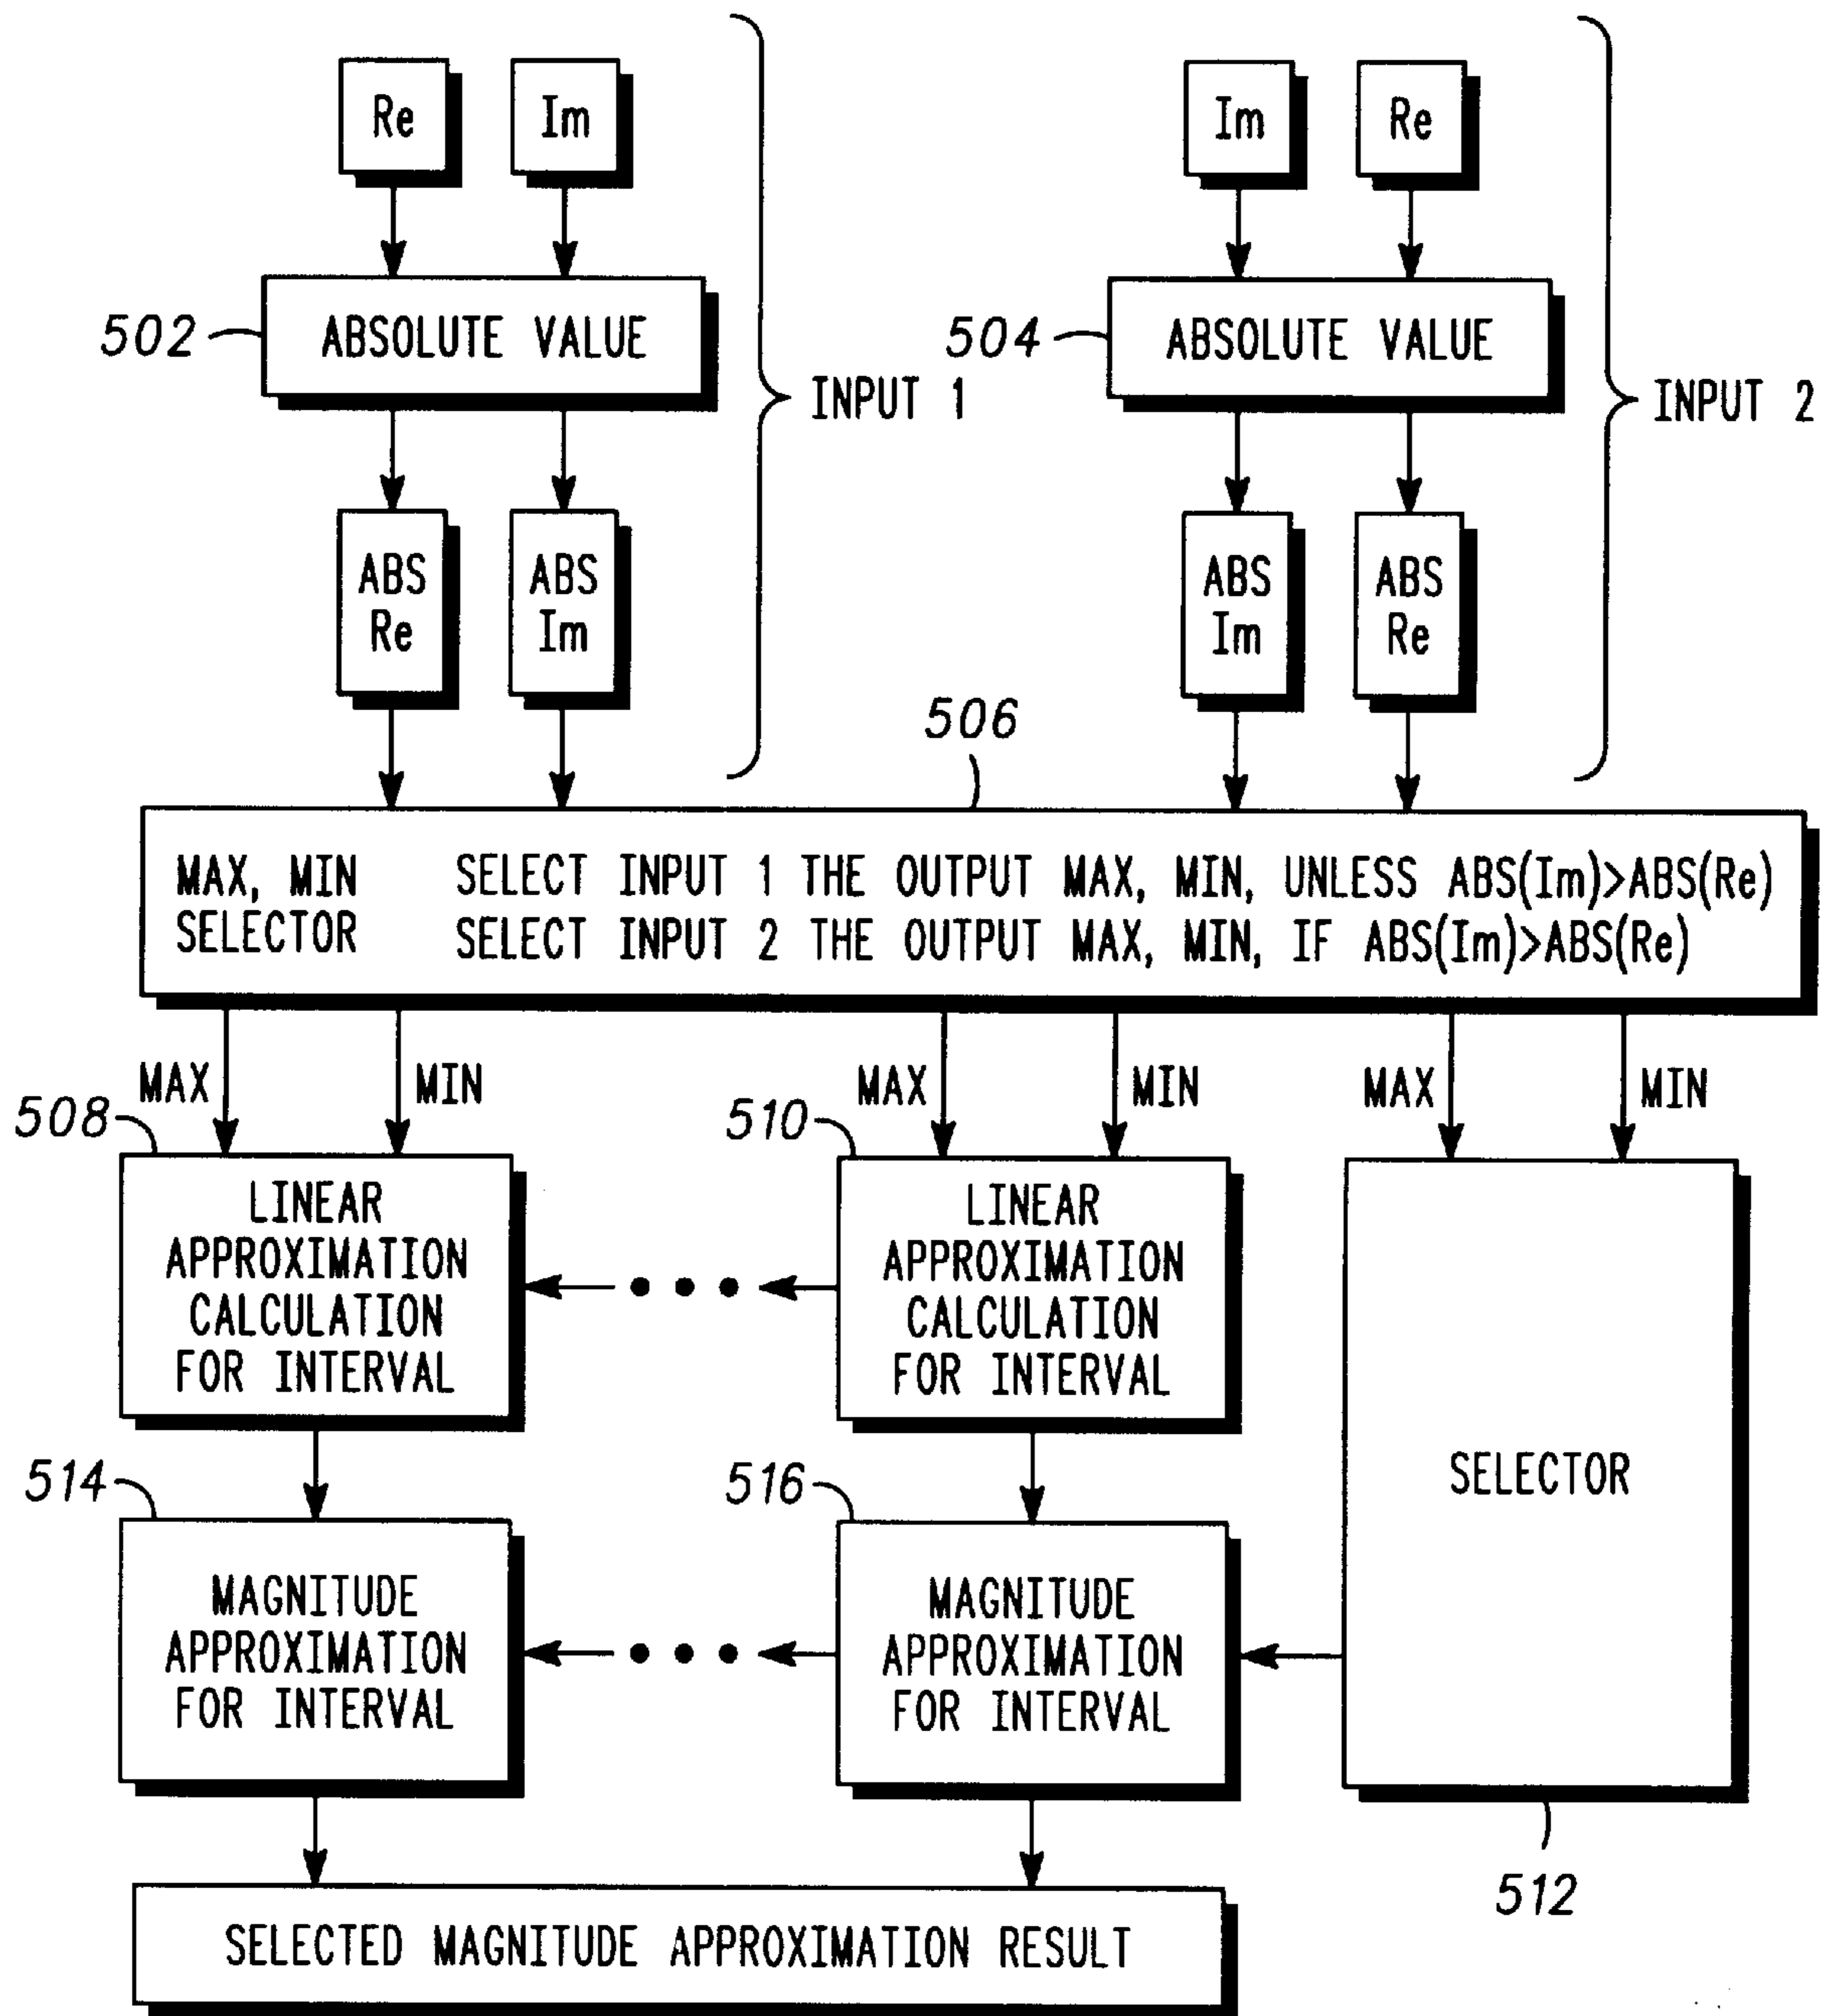 Re
Im
Im
Re
502
ABSOLUTE VALUE
INPUT 1
504
ABSOLUTE VALUE
INPUT 2
ABS
Re
ABS
Im
ABS
Im
ABS
Re
506
MAX, MIN SELECT INPUT 1 THE OUTPUT MAX, MIN, UNLESS ABS(Im)>ABS(Re)
SELECTOR SELECT INPUT 2 THE OUTPUT MAX, MIN, IF ABS(Im)>ABS(Re)
MAX
MIN
MAX
MIN
MAX
MIN
508
LINEAR
APPROXIMATION
CALCULATION
FOR INTERVAL
510
LINEAR
APPROXIMATION
CALCULATION
FOR INTERVAL
SELECTOR
514
MAGNITUDE
APPROXIMATION
FOR INTERVAL
516
MAGNITUDE
APPROXIMATION
FOR INTERVAL
512
SELECTED MAGNITUDE APPROXIMATION RESULT